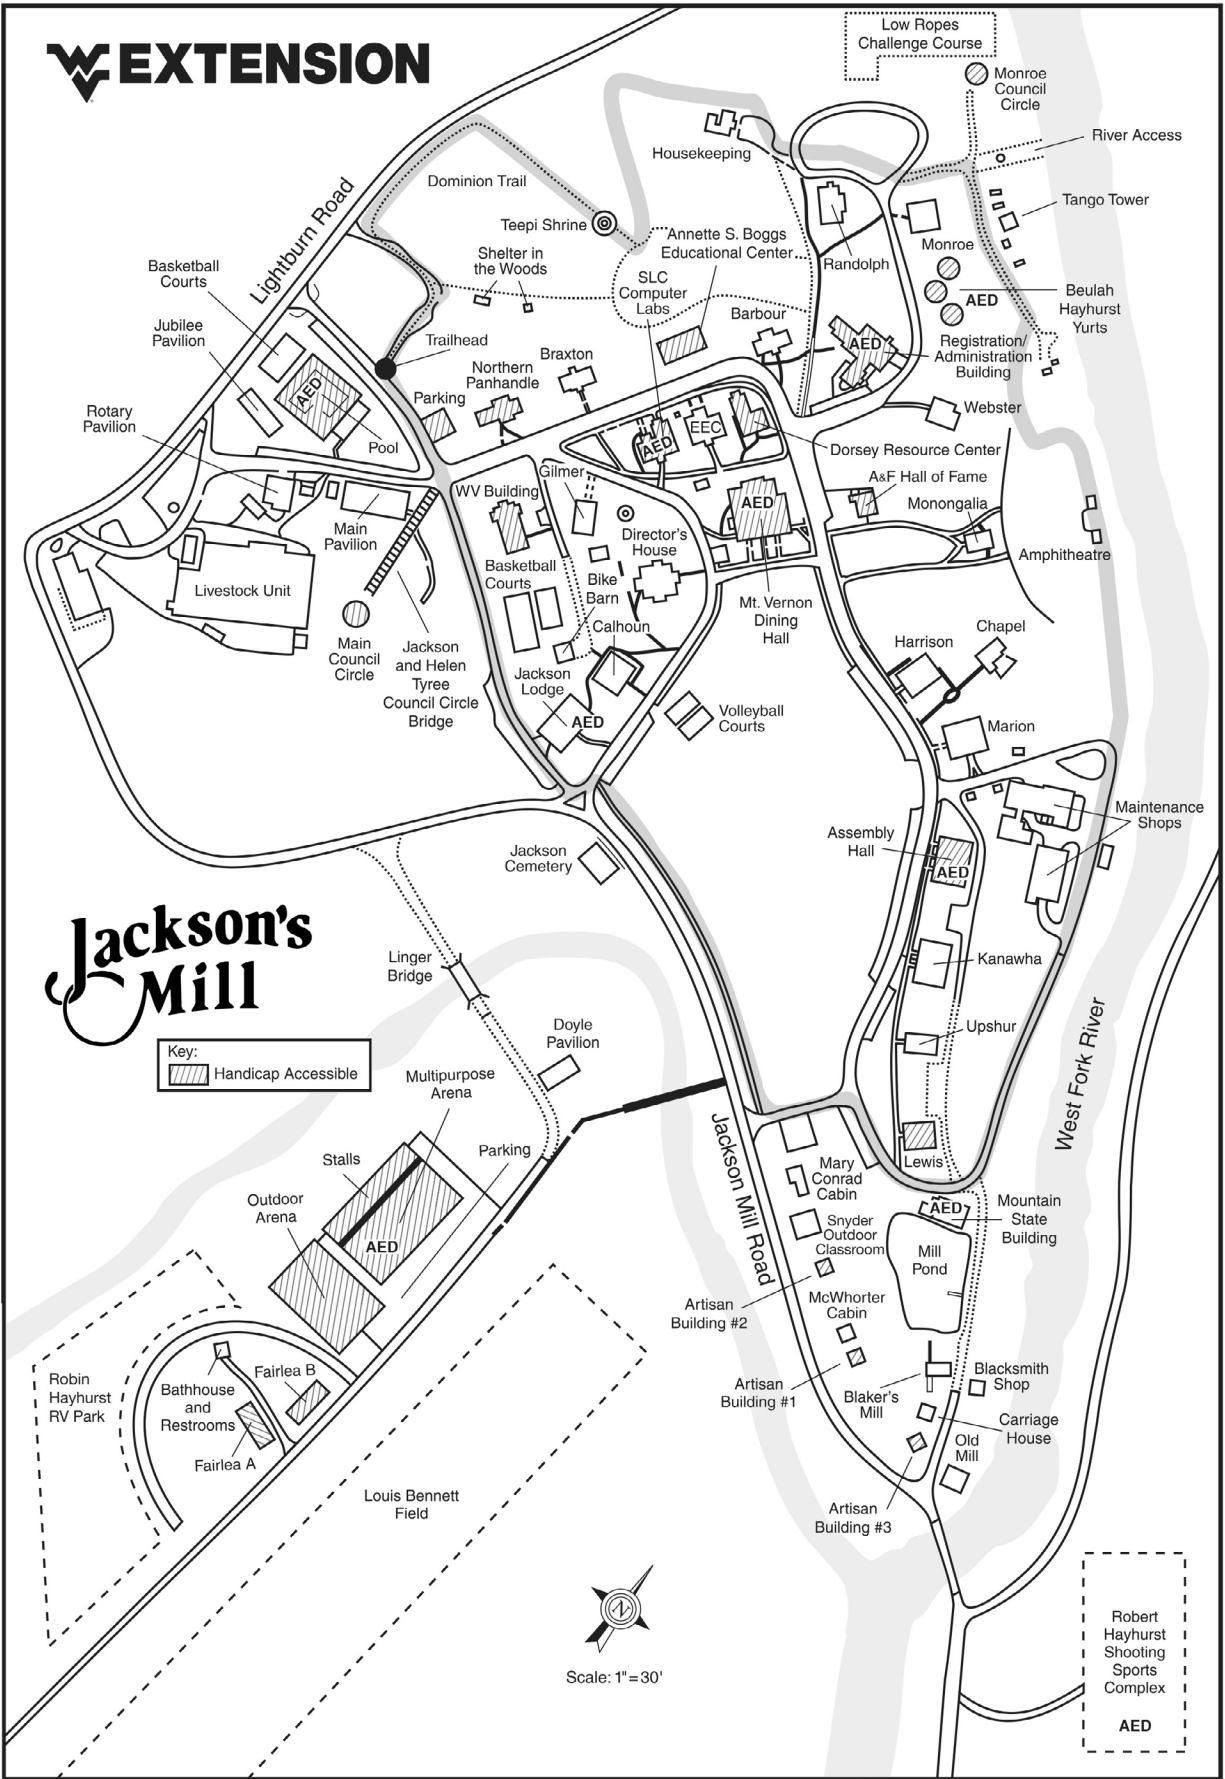 WV EXTENSION
Low Ropes
Challenge Course
Monroe
Council
Circle
River Access
Housekeeping
Dominion Trail
Tango Tower
Teepi Shrine
Annette S. Boggs
Educational Center
Lightburn Road
Shelter in
the Woods
Randolph
Monroe
Basketball
Courts
SLC
Computer
Labs
AED
Beulah
Hayhurst
Yurts
Jubilee
Pavilion
Barbour
Trailhead
AED
Registration/
Administration
Building
Braxton
Northern
Panhandle
AED
Parking
Rotary
Pavilion
Webster
EEC
Pool
AED
Dorsey Resource Center
Gilmer
A&F Hall of Fame
WV Building
AED
Monongalia
Main
Pavilion
Director's
House
Amphitheatre
Basketball
Courts
Livestock Unit
Bike
Barn
Mt. Vernon
Dining
Hall
Calhoun
Chapel
Harrison
Main
Council
Circle
Jackson
and Helen
Tyree
Council Circle
Bridge
Jackson
Lodge
AED
Volleyball
Courts
Marion
Maintenance
Shops
Assembly
Hall
AED
Jackson
Cemetery
Jackson's
Mill
Linger
Bridge
Kanawha
Upshur
West Fork River
Doyle
Pavilion
Key:
Handicap Accessible
Multipurpose
Arena
Jackson Mill Road
Stalls
Parking
Lewis
Mary
Conrad
Cabin
Outdoor
Arena
AED
Mountain
State
Building
AED
Snyder
Outdoor
Classroom
Mill
Pond
Artisan
Building #2
McWhorter
Cabin
Robin
Hayhurst
RV Park
Fairlea B
Bathhouse
and
Restrooms
Artisan
Building #1
Blaker's
Mill
Blacksmith
Shop
Carriage
House
Fairlea A
Old
Mill
Louis Bennett
Field
Artisan
Building #3
N
Scale: 1"=30'
Robert
Hayhurst
Shooting
Sports
Complex
AED